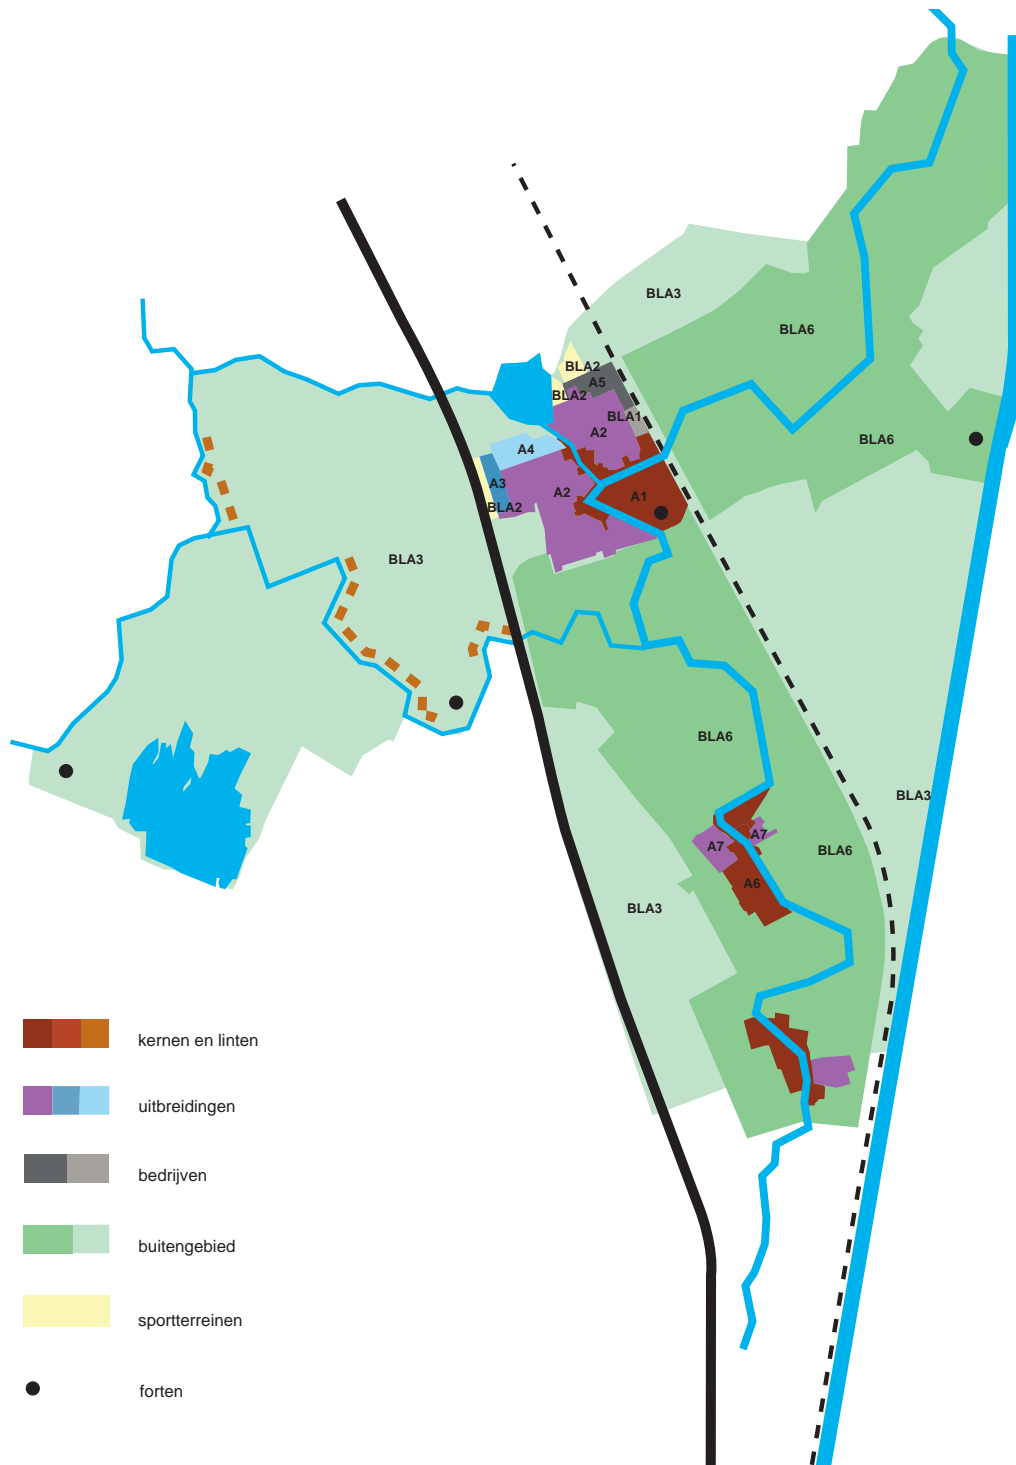 BLA3
BLA6
BLA2
A5
BLA2
BLA1
A2
BLA6
A4
A3
A2
A1
BLA2
BLA3
BLA6
BLA3
A7
A7
BLA6
A6
BLA3
kernen en linten
uitbreidingen
bedrijven
buitengebied
sportterreinen
forten